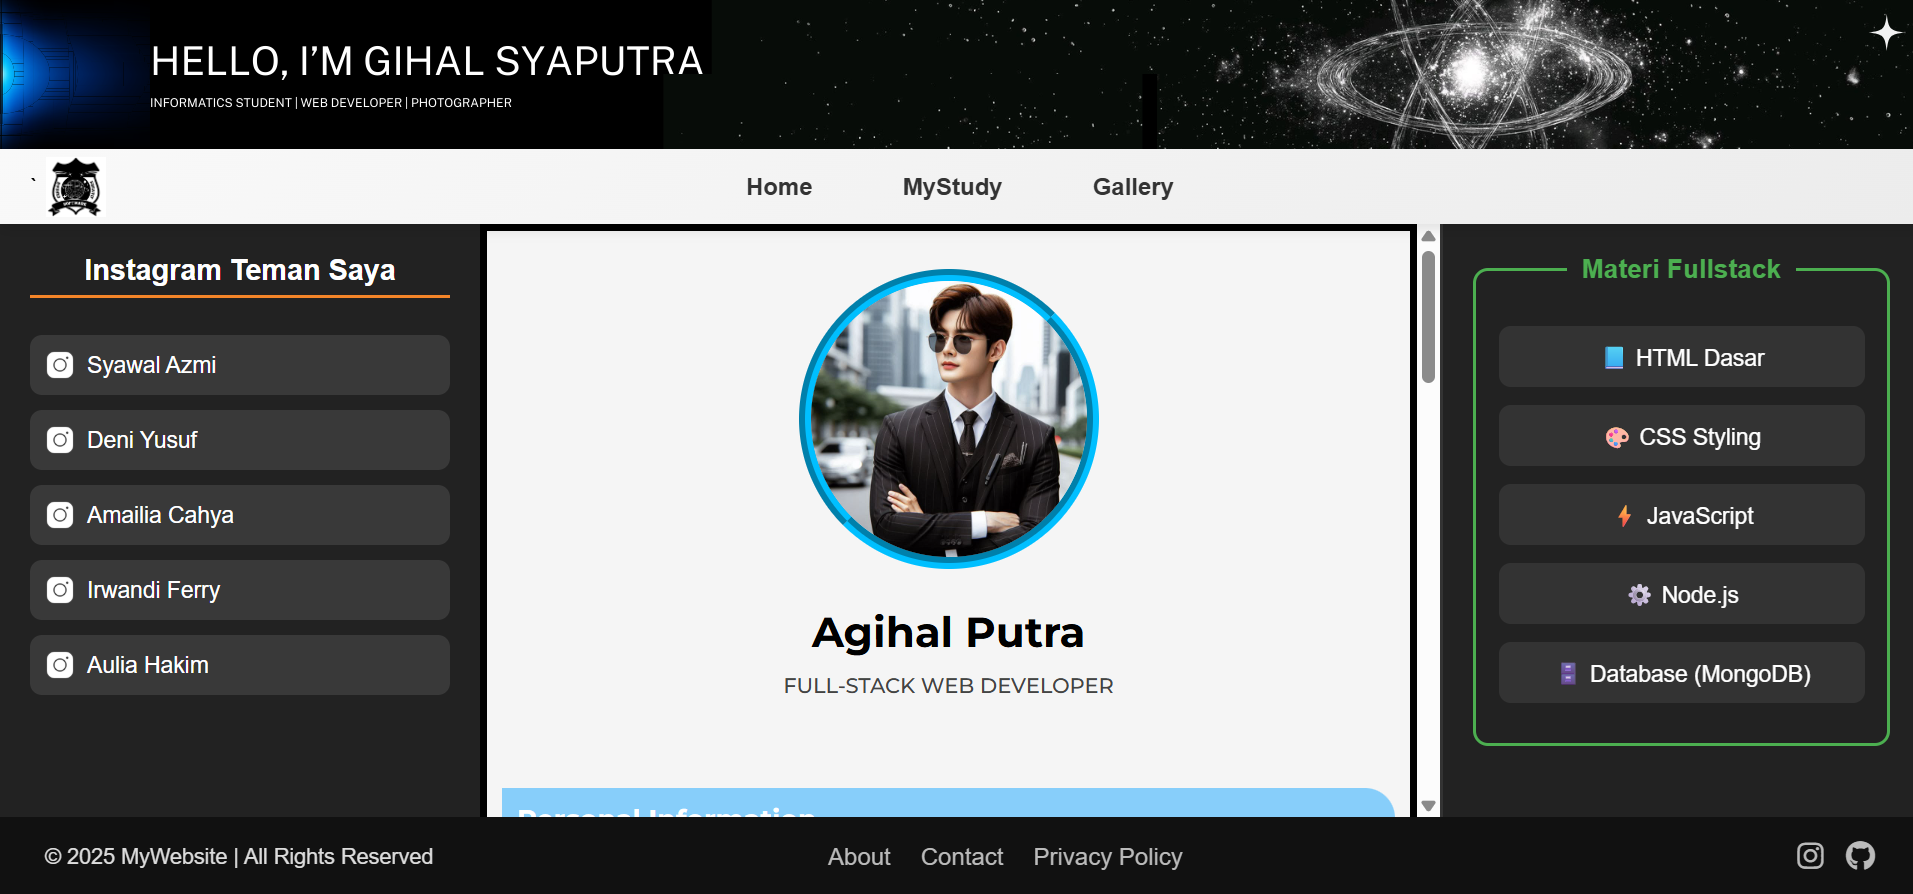 HELLO, I’M GIHAL SYAPUTRA
INFORMATICS STUDENT | WEB DEVELOPER | PHOTOGRAPHER
`
Home
MyStudy
Gallery
Instagram Teman Saya
Syawal Azmi
Deni Yusuf
Amailia Cahya
Irwandi Ferry
Aulia Hakim
Agihal Putra
FULL-STACK WEB DEVELOPER
Personal Information
Materi Fullstack
HTML Dasar
CSS Styling
JavaScript
Node.js
Database (MongoDB)
© 2025 MyWebsite | All Rights Reserved
About
Contact
Privacy Policy